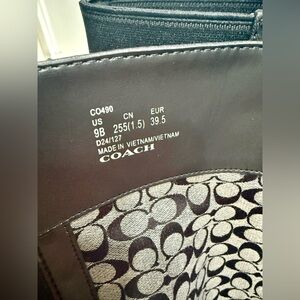 CO490
US CN EUR
9B 255(1.5) 39.5
D24/127
MADE IN VIETNAM/VIETNAM
COACH